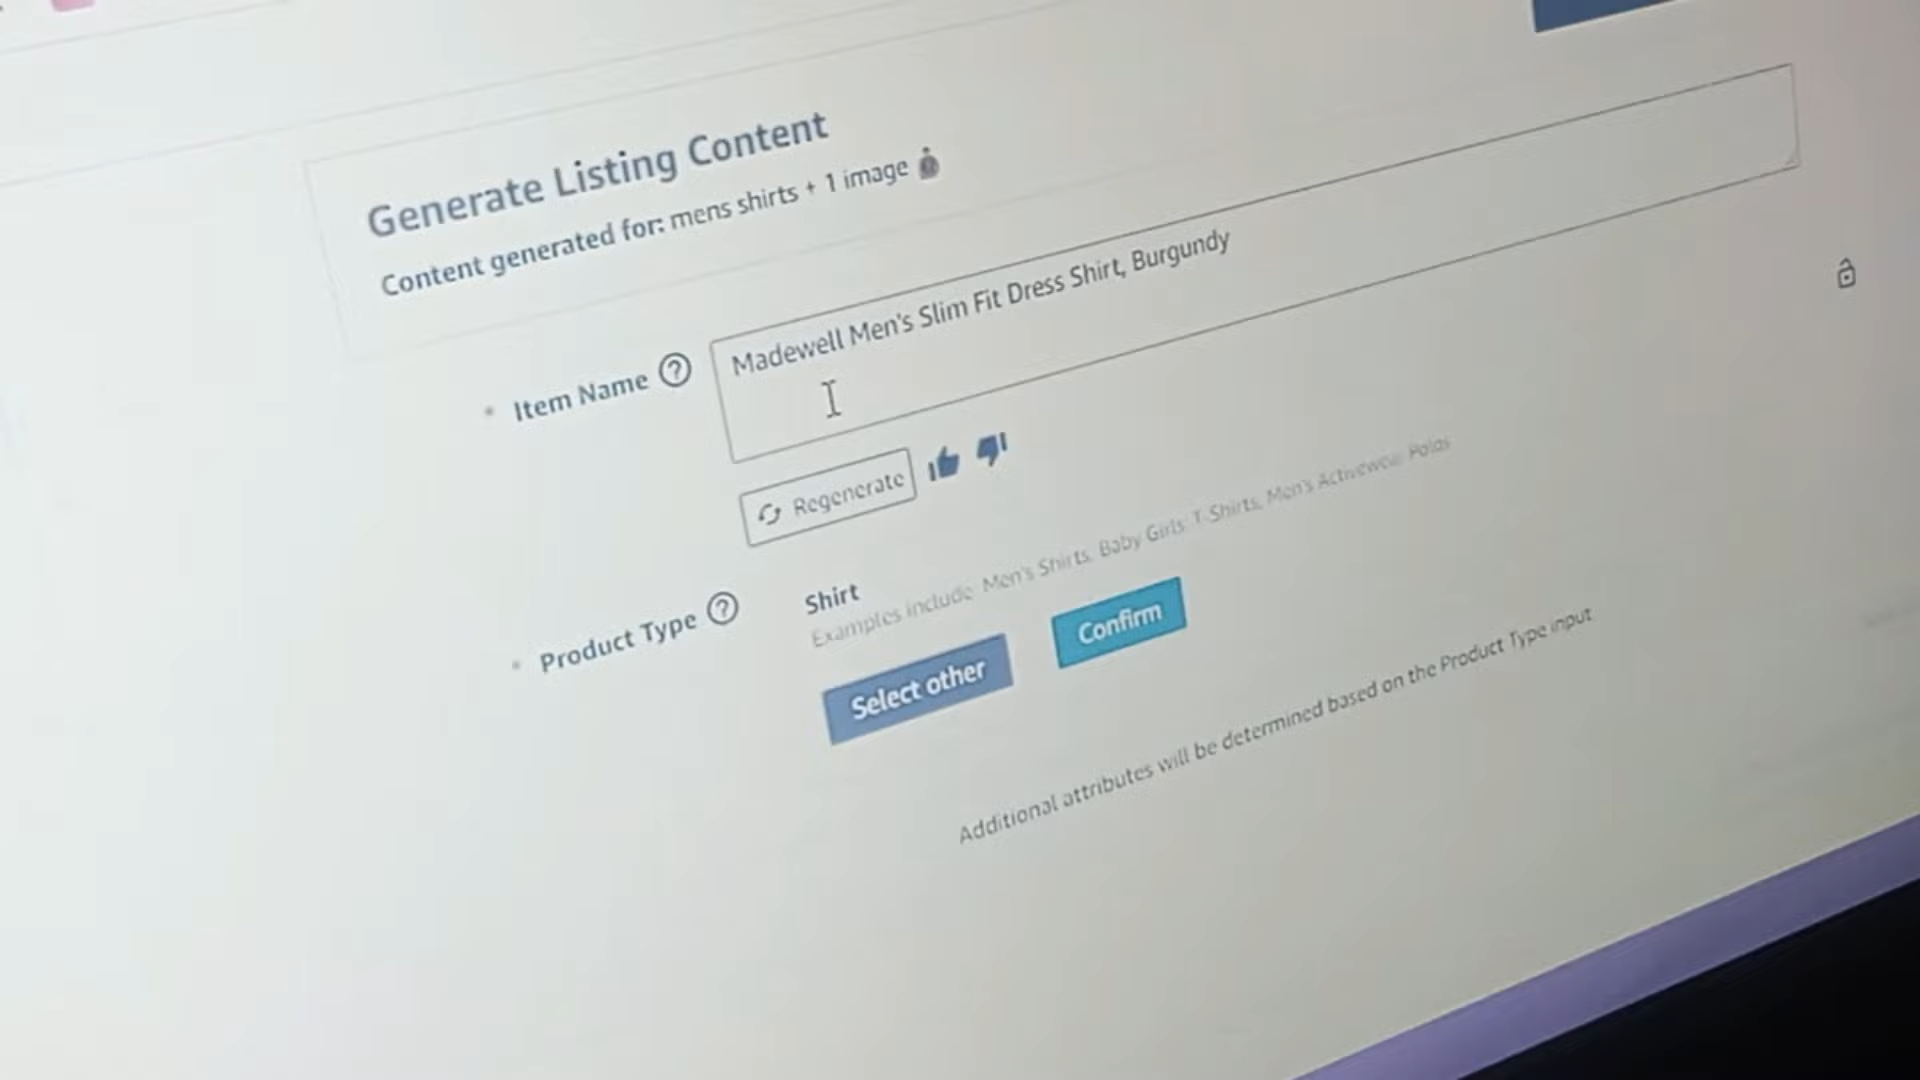 Generate Listing Content
Content generated for: mens shirts + 1 image
* Item Name ?
Madewell Men's Slim Fit Dress Shirt, Burgundy
Regenerate
* Product Type ?
Shirt
Examples include: Men's Shirts, Baby Girls' T-Shirts, Men's Activewear Polos
Select other
Confirm
Additional attributes will be determined based on the Product Type input